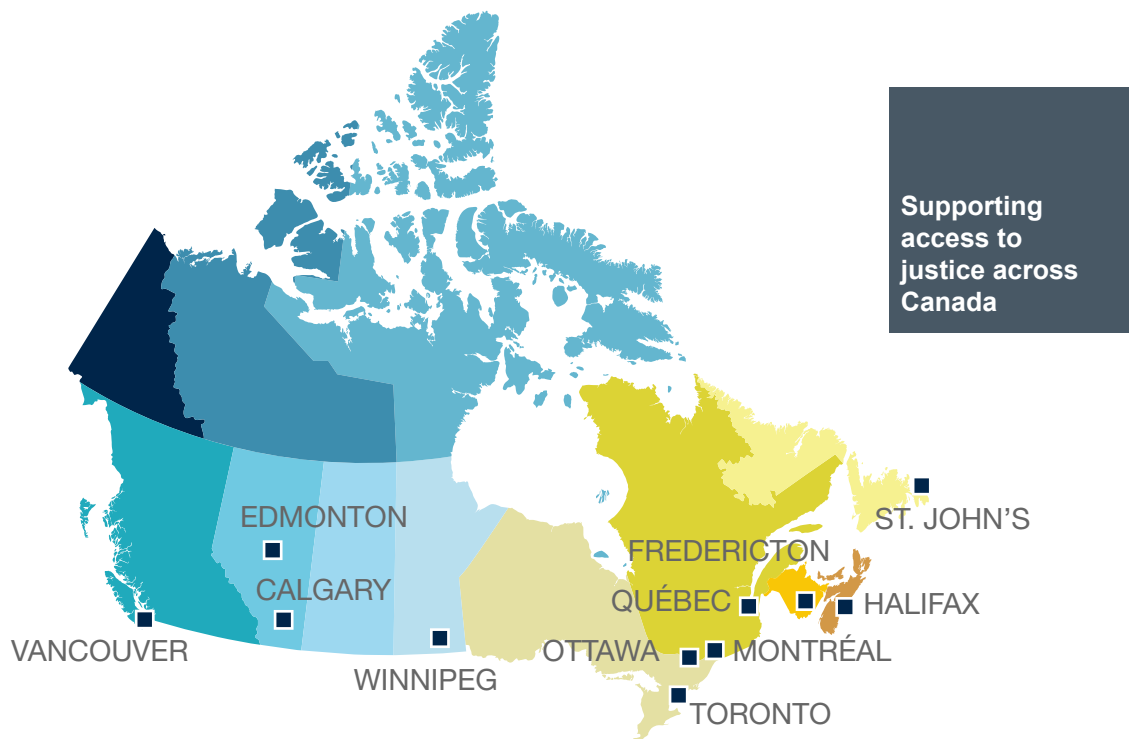 Supporting
access to
justice across
Canada
EDMONTON
ST. JOHN'S
FREDERICTON
CALGARY
QUÉBEC
HALIFAX
VANCOUVER
OTTAWA
MONTRÉAL
WINNIPEG
TORONTO